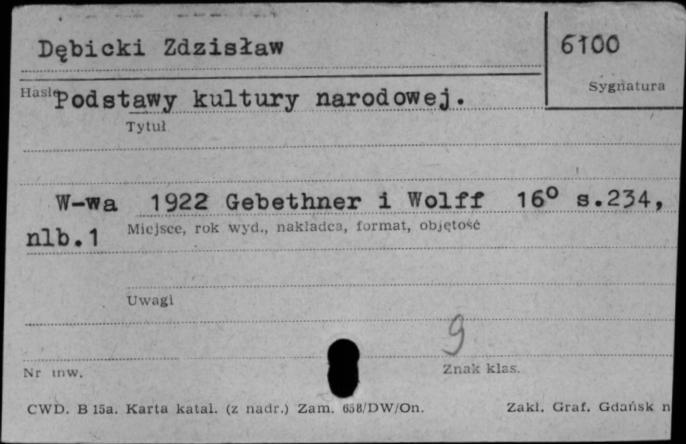 Dębicki Zdzisław
6100
Hasło
Sygnatura
Podstawy kultury narodowej.
Tytuł
W-wa 1922 Gebethner i Wolff 16° s.234,
nlb.1
Miejsce, rok wyd., nakładca, format, objętość
Uwagi
9
Nr inw.
Znak klas.
CWD. B 15a. Karta katal. (z nadr.) Zam. 658/DW/On.
Zakł. Graf. Gdańsk n